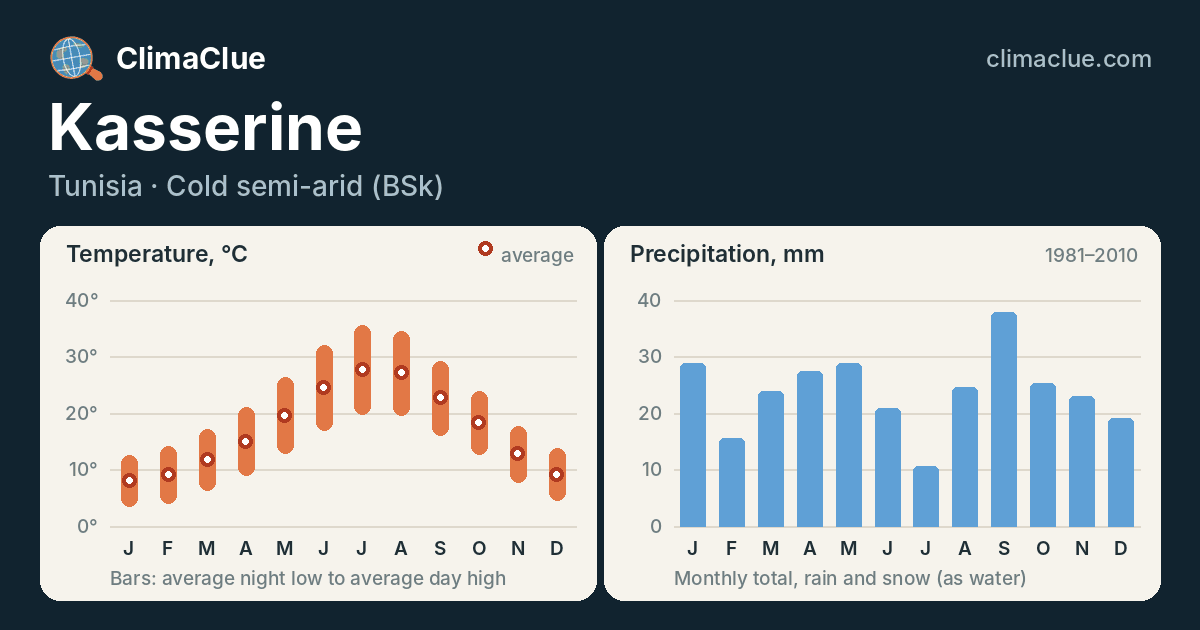 ClimaClue
climaclue.com
Kasserine
Tunisia · Cold semi-arid (BSk)
Temperature, °C
average
40°
30°
20°
10°
0°
J F M A M J J A S O N D
Bars: average night low to average day high
Precipitation, mm
1981–2010
40
30
20
10
0
J F M A M J J A S O N D
Monthly total, rain and snow (as water)